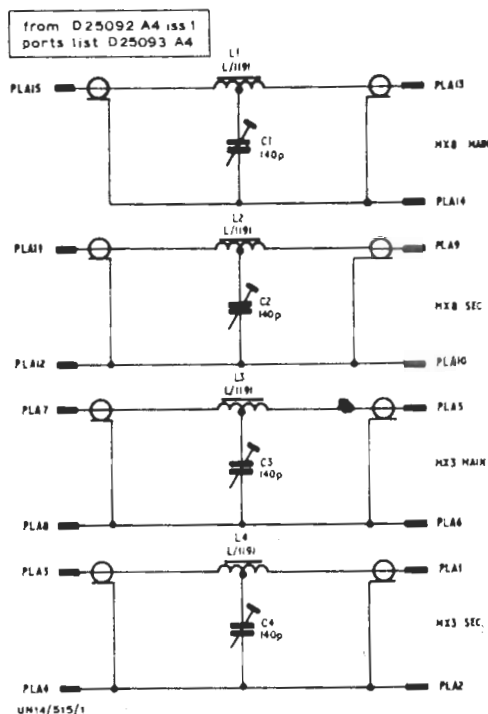 from D25092 A4 iss 1
ports list D25093 A4
L1
L/1191
PLA15
PLA13
C1
140p
MX8 MAIN
PLA14
L2
L/1191
PLA11
PLA9
C2
140p
MX8 SEC
PLA12
PLA10
L3
L/1191
PLA7
PLA5
C3
140p
MX3 MAIN
PLA8
PLA6
L4
L/1191
PLA3
PLA1
C4
140p
MX3 SEC.
PLA4
PLA2
UN14/515/1